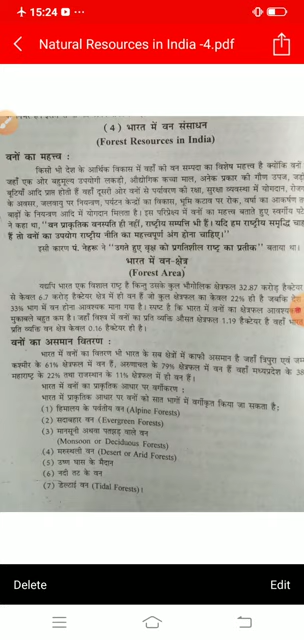 15:24
Natural Resources in India -4.pdf
(4) भारत में वन संसाधन
(Forest Resources in India)
वनों का महत्त्व :
किसी भी देश के आर्थिक विकास में वहाँ की वन सम्पदा का विशेष महत्त्व है क्योंकि वनों
जहाँ एक ओर बहुमूल्य उपयोगी लकड़ी, औद्योगिक कच्चा माल, अनेक प्रकार की गौण उपज, जड़ी
बूटियाँ आदि प्राप्त होती हैं वहाँ दूसरी ओर वनों से पर्यावरण की रक्षा, सुरक्षा व्यवस्था में योगदान, रोजग
के अवसर, जलवायु पर नियन्त्रण, पर्यटन केन्द्रों का विकास, भूमि कटाव पर रोक, वर्षा का आकर्षण त
बाढ़ों के नियन्त्रण आदि में योगदान मिलता है। इस परिप्रेक्ष्य में वनों का महत्त्व बताते हुए स्वर्गीय पटे
ने कहा था, "वन प्राकृतिक वनस्पति ही नहीं, राष्ट्रीय सम्पत्ति भी हैं। यदि हम राष्ट्रीय समृद्धि चाह
हैं तो वनों का उपयोग राष्ट्रीय नीति का महत्त्वपूर्ण अंग होना चाहिए।"
इसी कारण पं. नेहरू ने "उगते हुए वृक्ष को प्रगतिशील राष्ट्र का प्रतीक" बताया था।
भारत में वन-क्षेत्र
(Forest Area)
यद्यपि भारत एक विशाल राष्ट्र है किन्तु उसके कुल भौगोलिक क्षेत्रफल 32.87 करोड़ हैक्टेयर
से केवल 6.7 करोड़ हैक्टेयर क्षेत्र में ही वन हैं जो कुल क्षेत्रफल का केवल 22% ही है जबकि देश
33% भाग में वन होना आवश्यक माना गया है। स्पष्ट है कि भारत में वनों का क्षेत्रफल आवश्यकता
मुकाबले बहुत कम है। जहाँ विश्व में वनों का प्रति व्यक्ति औसत क्षेत्रफल 1.19 हैक्टेयर है वहाँ भारत
प्रति व्यक्ति वन क्षेत्र केवल 0.16 हैक्टेयर ही है।
वनों का असमान वितरण :
भारत में वनों का वितरण भी भारत के सब क्षेत्रों में काफी असमान है जहाँ त्रिपुरा एवं जम्म
कश्मीर के 61% क्षेत्रफल में वन हैं, अरुणाचल के 79% क्षेत्रफल में वन हैं वहाँ मध्यप्रदेश के 38
महाराष्ट्र के 22% तथा राजस्थान के 11% क्षेत्रफल में ही वन हैं।
भारत में वनों का प्राकृतिक आधार पर वर्गीकरण :
भारत में प्राकृतिक आधार पर वनों को सात भागों में वर्गीकृत किया जा सकता है:
(1) हिमालय के पर्वतीय वन (Alpine Forests)
(2) सदाबहार वन (Evergreen Forests)
(3) मानसूनी अथवा पतझड़ वाले वन
(Monsoon or Deciduous Forests)
(4) मरुस्थली वन (Desert or Arid Forests)
(5) उष्ण घास के मैदान
(6) नदी तट के वन
(7) डेल्टाई वन (Tidal Forests)।
Delete
Edit